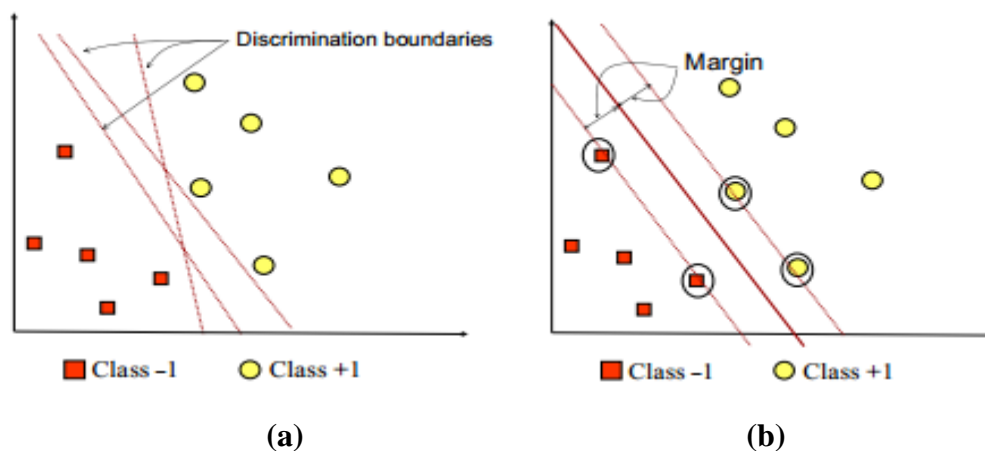 Discrimination boundaries
Class –1
Class +1
(a)
Margin
Class –1
Class +1
(b)